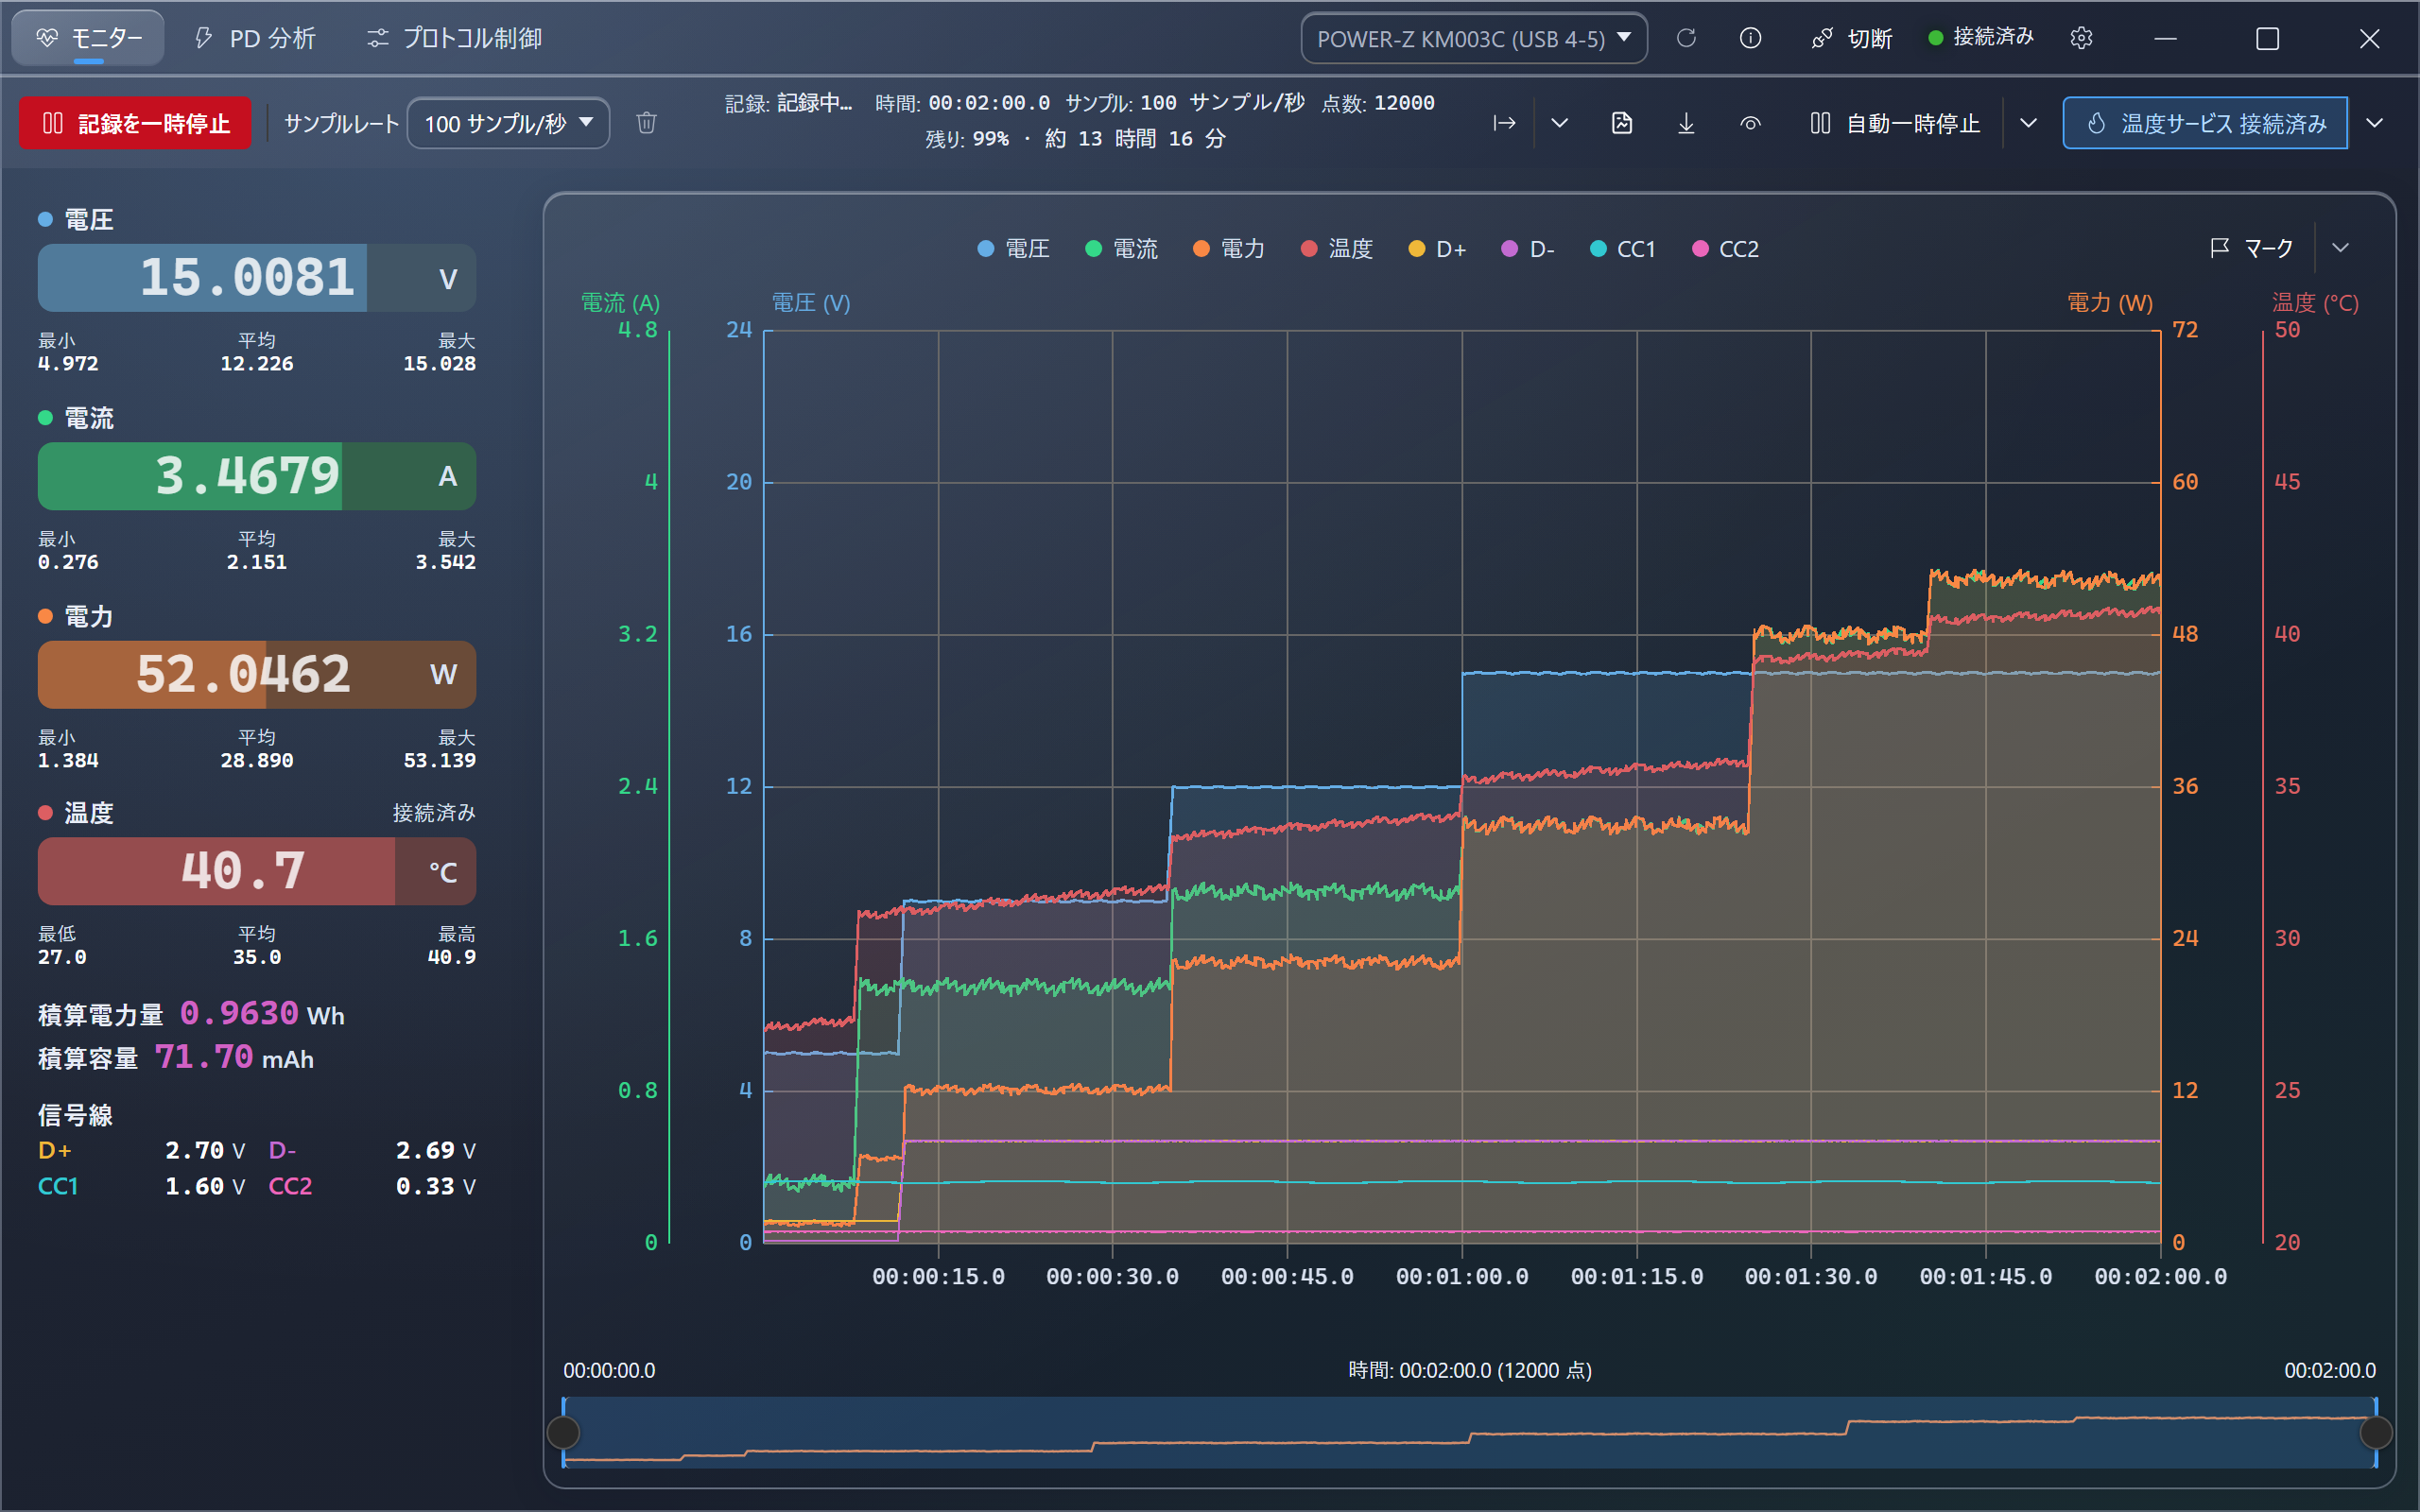 モニター PD 分析 プロトコル制御 POWER-Z KM003C (USB 4-5) 切断 接続済み
記録を一時停止 サンプルレート 100 サンプル/秒 記録: 記録中... 時間: 00:02:00.0 サンプル: 100 サンプル/秒 点数: 12000 自動一時停止 温度サービス 接続済み
残り: 99% · 約 13 時間 16 分
電圧
15.0081 V
最小 平均 最大
4.972 12.226 15.028
電流
3.4679 A
最小 平均 最大
0.276 2.151 3.542
電力
52.0462 W
最小 平均 最大
1.384 28.890 53.139
温度 接続済み
40.7 °C
最低 平均 最高
27.0 35.0 40.9
積算電力量 0.9630 Wh
積算容量 71.70 mAh
信号線
D+ 2.70 V D- 2.69 V
CC1 1.60 V CC2 0.33 V
電圧 電流 電力 温度 D+ D- CC1 CC2 マーク
電流 (A) 電圧 (V) 電力 (W) 温度 (°C)
4.8 24 72 50
4 20 60 45
3.2 16 48 40
2.4 12 36 35
1.6 8 24 30
0.8 4 12 25
0 0 0 20
00:00:15.0 00:00:30.0 00:00:45.0 00:01:00.0 00:01:15.0 00:01:30.0 00:01:45.0 00:02:00.0
00:00:00.0 時間: 00:02:00.0 (12000 点) 00:02:00.0